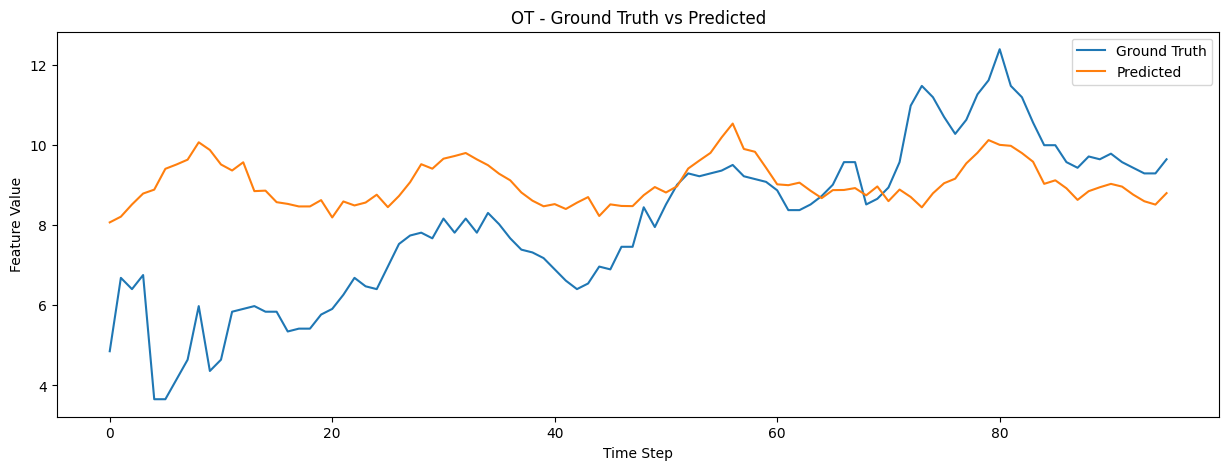 OT - Ground Truth vs Predicted
Ground Truth
Predicted
Feature Value
12
10
8
6
4
0
20
40
60
80
Time Step